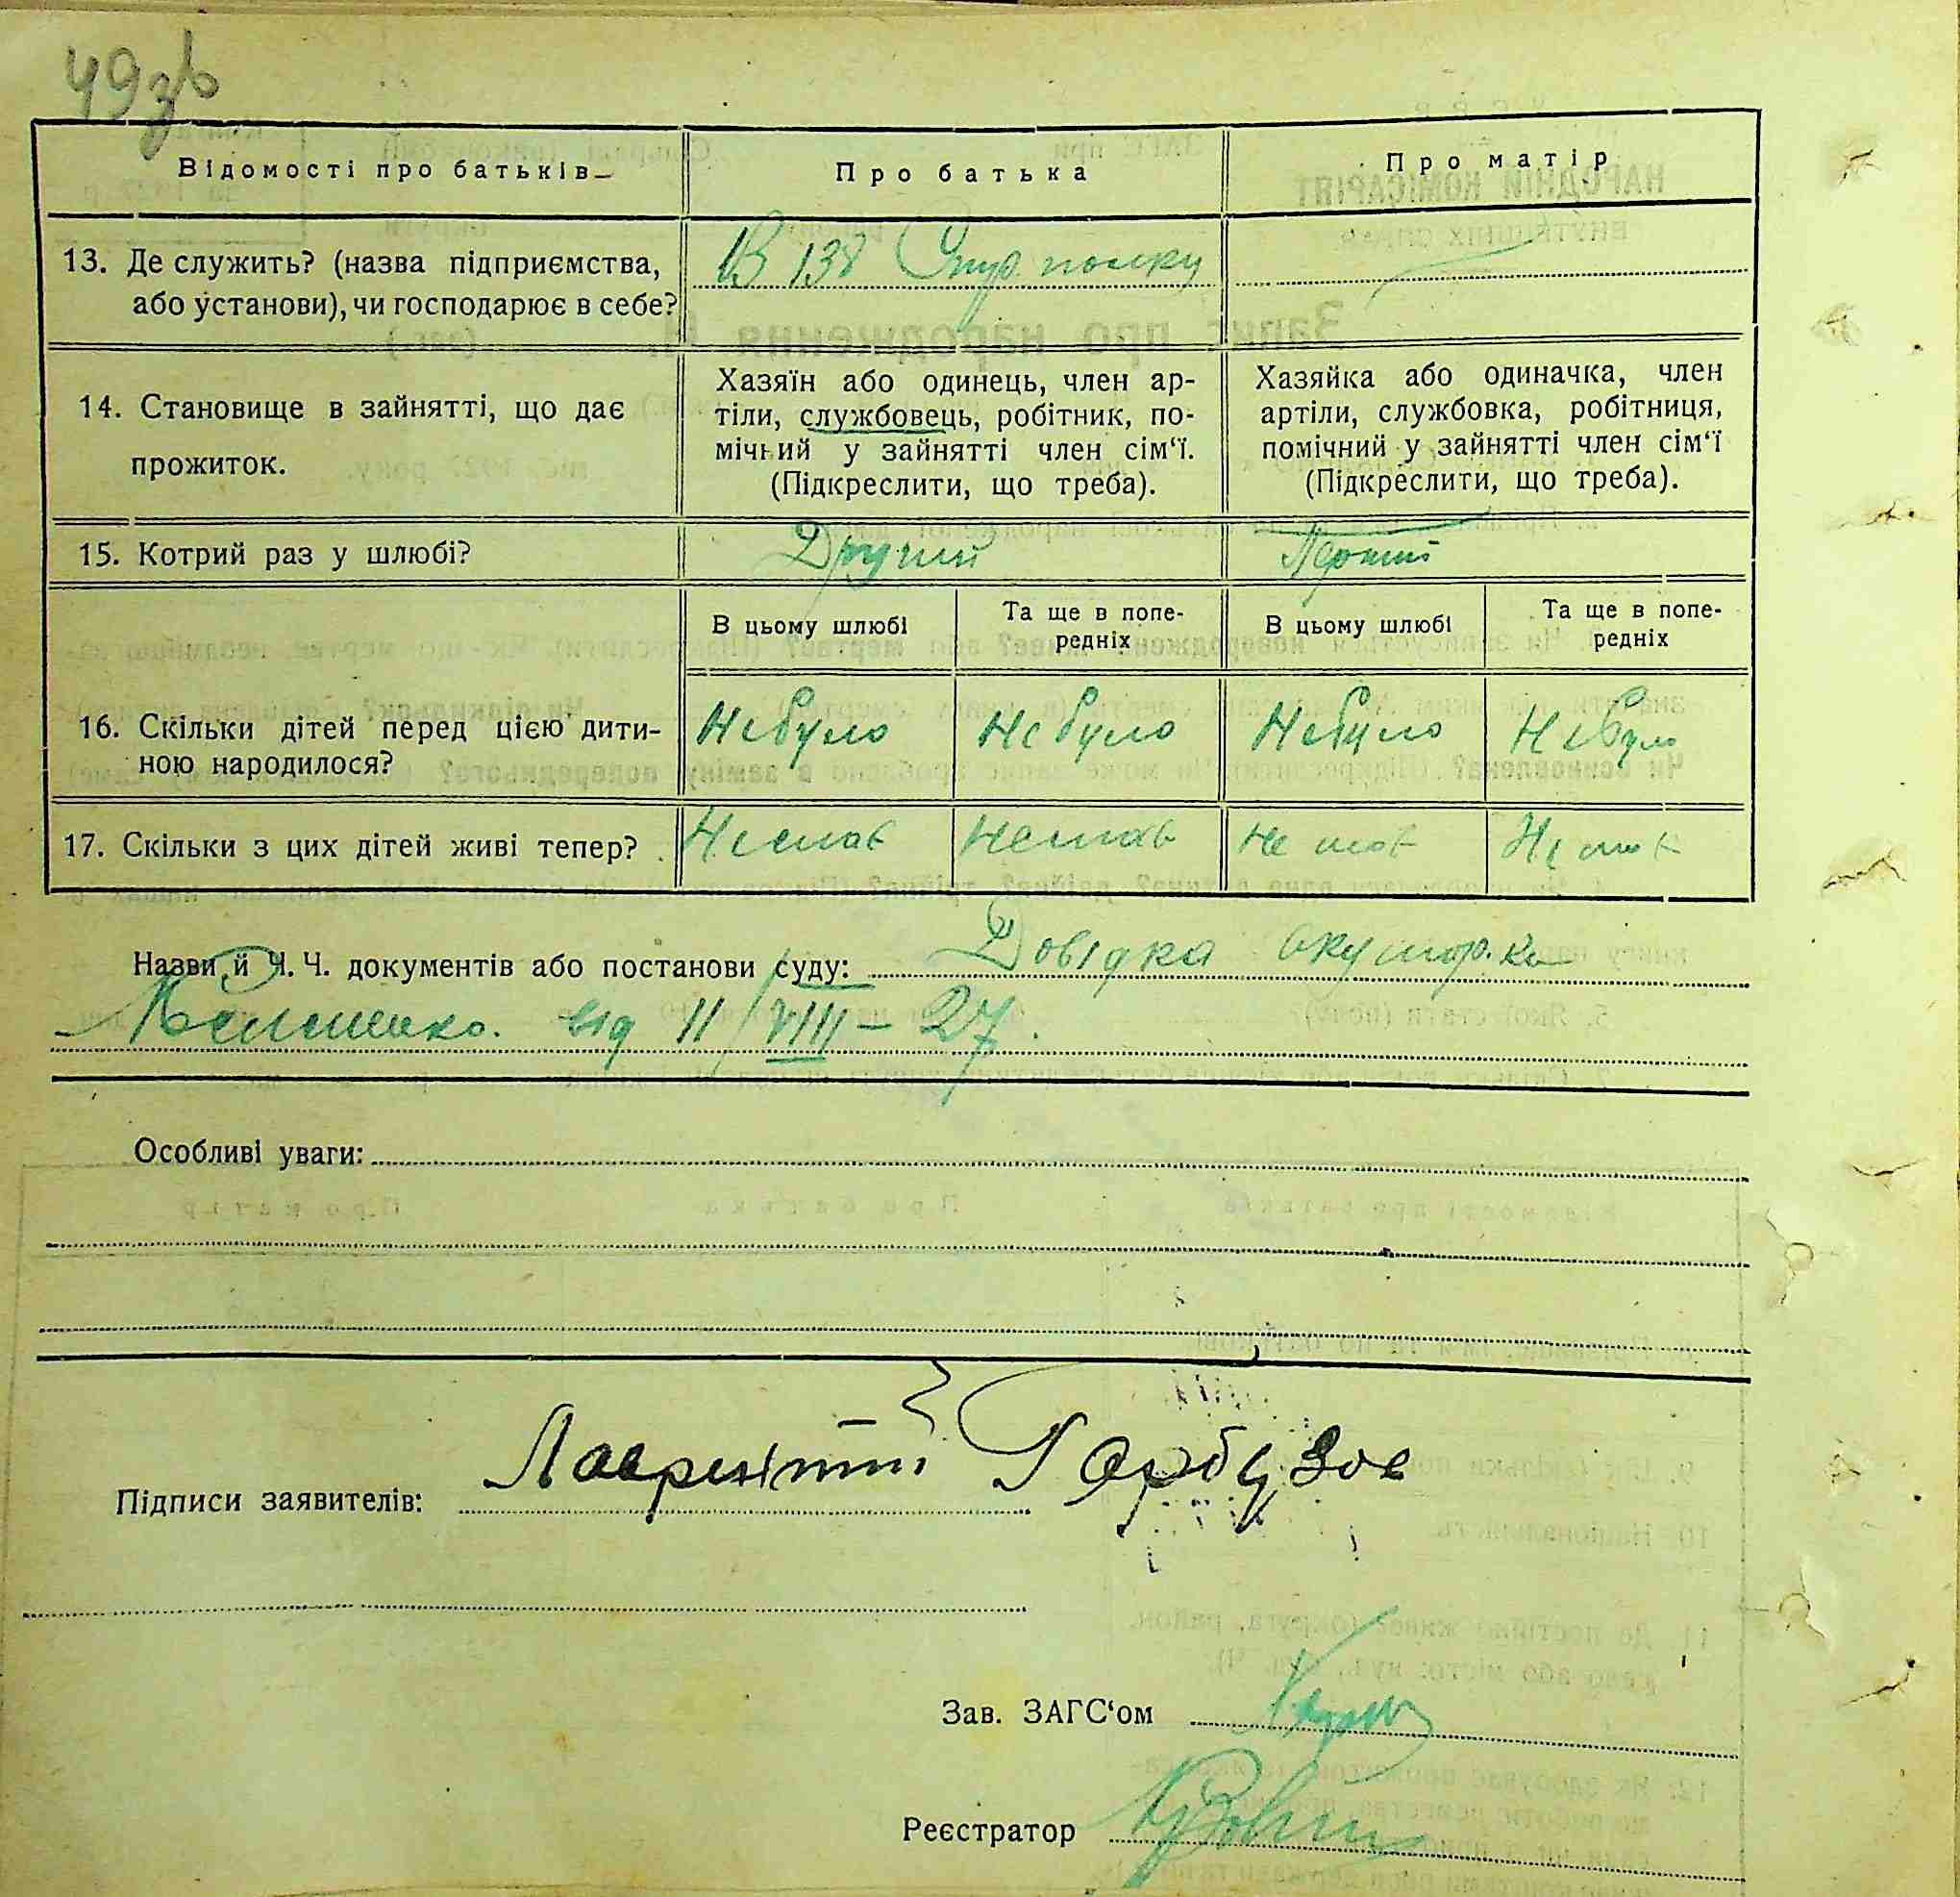 49зв
Відомості про батьків
Про батька
Про матір
13. Де служить? (назва підприємства,
або установи), чи господарює в себе?
В 138 полку
14. Становище в зайнятті, що дає
прожиток.
Хазяїн або одинець, член ар-
тіли, службовець, робітник, по-
мічний у зайнятті член сім‘ї.
(Підкреслити, що треба).
Хазяйка або одиначка, член
артіли, службовка, робітниця,
помічний у зайнятті член сім‘ї
(Підкреслити, що треба).
15. Котрий раз у шлюбі?
Другий
Перший
В цьому шлюбі
Та ще в попе-
редніх
В цьому шлюбі
Та ще в попе-
редніх
16. Скільки дітей перед цією дити-
ною народилося?
Не було
Не було
Не було
Не було
17. Скільки з цих дітей живі тепер?
Назви й Ч. Ч. документів або постанови суду: Довідка акушерки
від 11/VIII–27.
Особливі уваги:
Підписи заявителів: Лаврентій Гарбузов
Зав. ЗАГС‘ом
Реєстратор